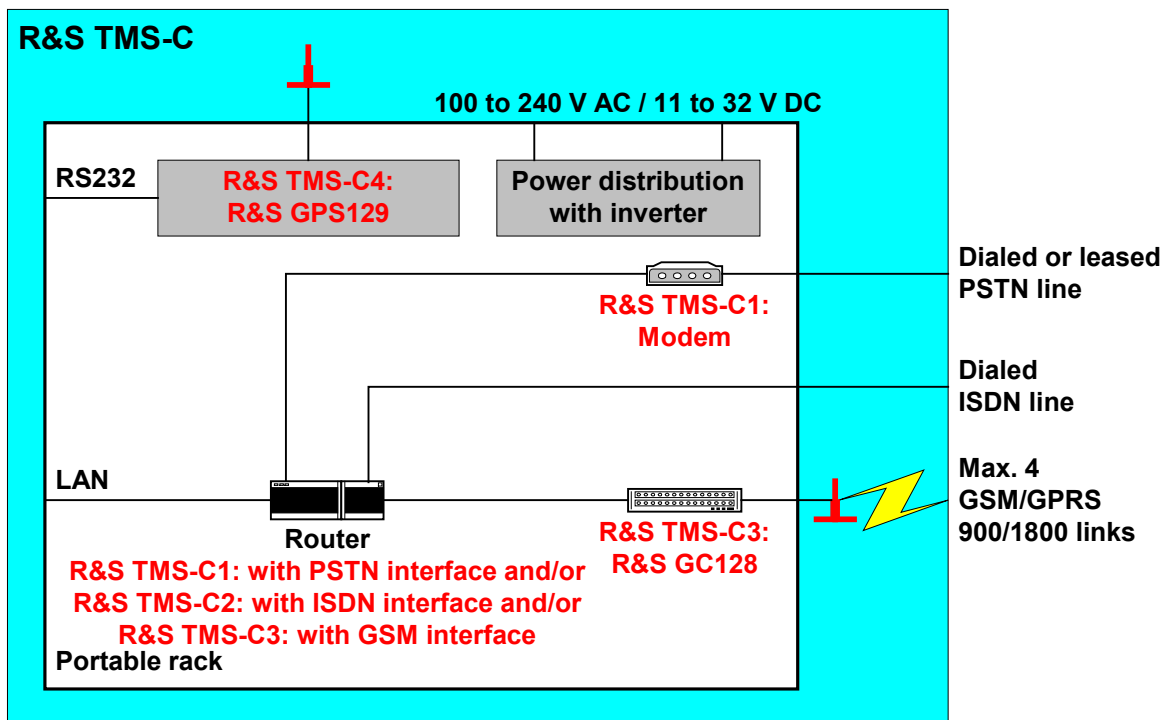 R&S TMS-C
100 to 240 V AC / 11 to 32 V DC
RS232
R&S TMS-C4:
R&S GPS129
Power distribution
with inverter
Dialed or leased
PSTN line
R&S TMS-C1:
Modem
Dialed
ISDN line
LAN
Router
R&S TMS-C3:
R&S GC128
Max. 4
GSM/GPRS
900/1800 links
R&S TMS-C1: with PSTN interface and/or
R&S TMS-C2: with ISDN interface and/or
R&S TMS-C3: with GSM interface
Portable rack